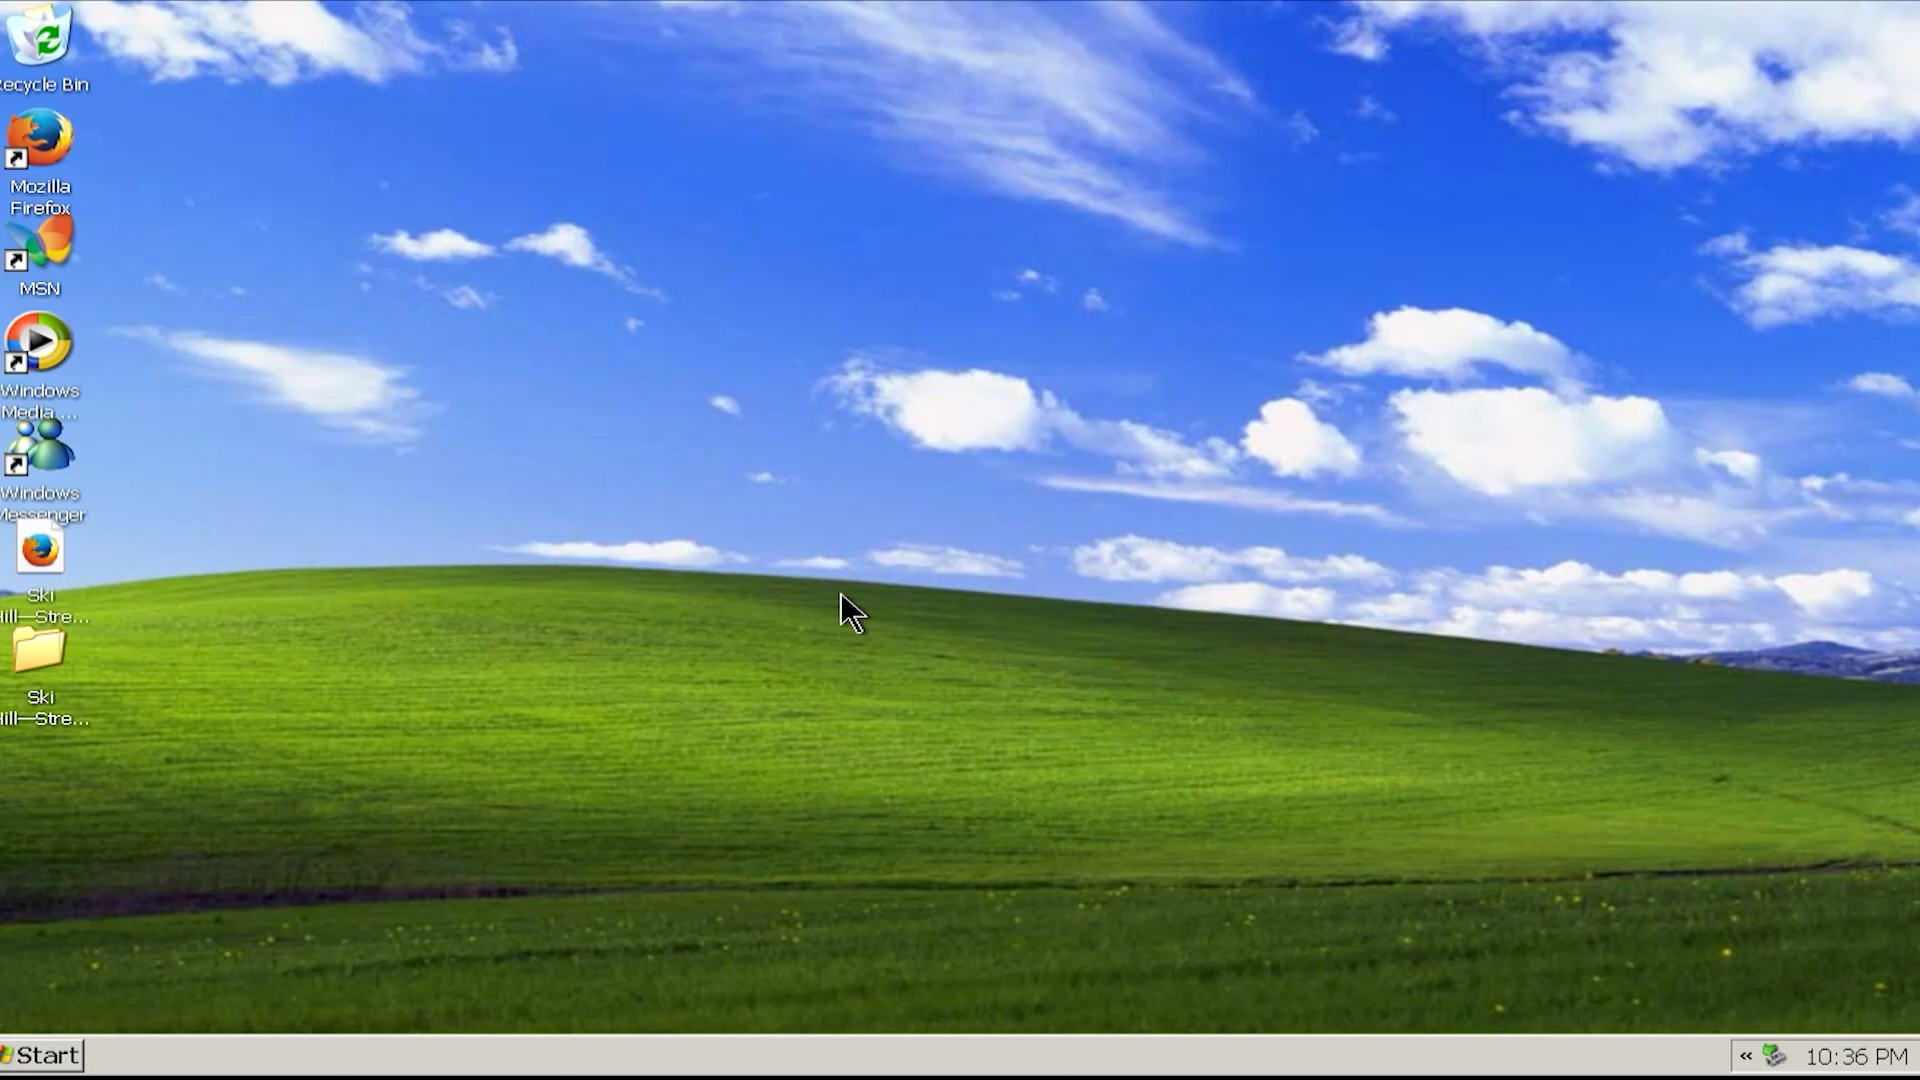 Recycle Bin
Mozilla
Firefox
MSN
Windows
Media ...
Windows
Messenger
Ski
Hill—Stre...
Ski
Hill—Stre...
Start
« 10:36 PM